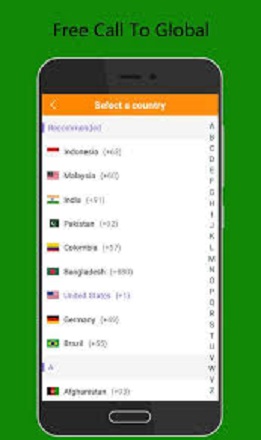 Free Call To Global
Select a country
Recommended
Indonesia (+62)
Malaysia (+60)
India (+91)
Pakistan (+92)
Colombia (+57)
Bangladesh (+880)
United States (+1)
Germany (+49)
Brazil (+55)
A
Afghanistan (+93)
A
B
C
D
E
F
G
H
I
J
K
L
M
N
O
P
Q
R
S
T
U
V
W
Y
Z